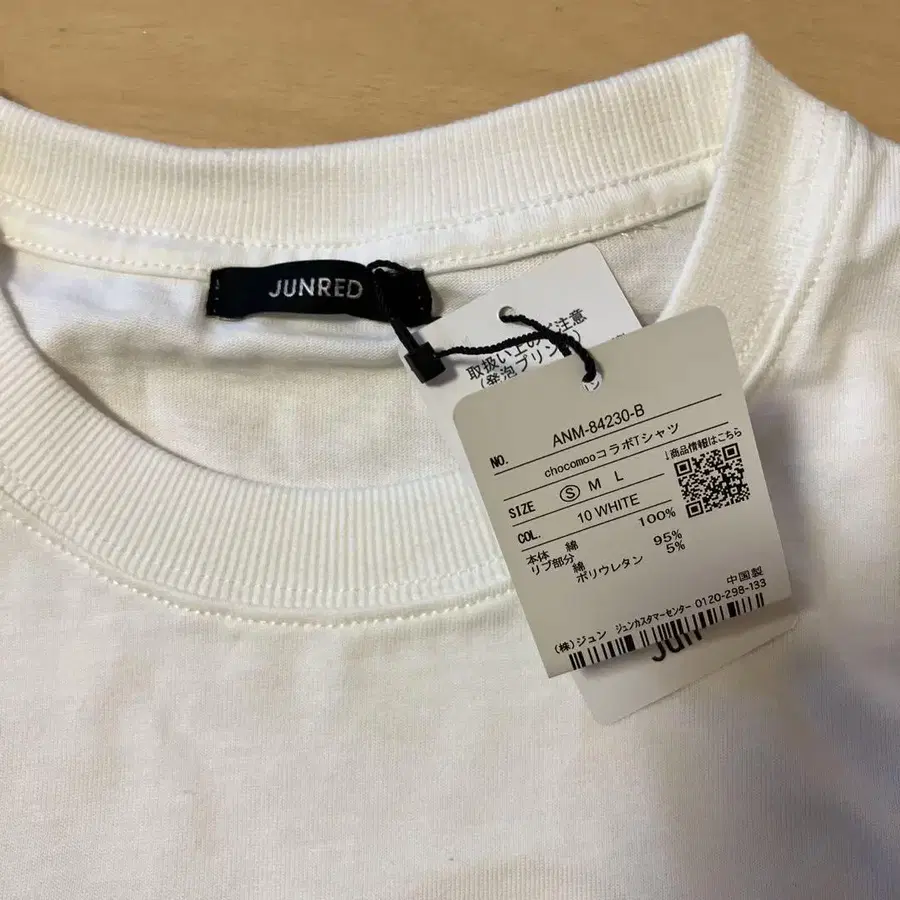 JUNRED
取扱い上のご注意
(発泡プリント)
NO. ANM-84230-B
chocomooコラボTシャツ
↓商品情報はこちら
SIZE Ⓢ M L
COL. 10 WHITE
本体 綿 100%
リブ部分 綿 95%
ポリウレタン 5%
中国製
(株)ジュン ジュンカスタマーセンター 0120-298-133